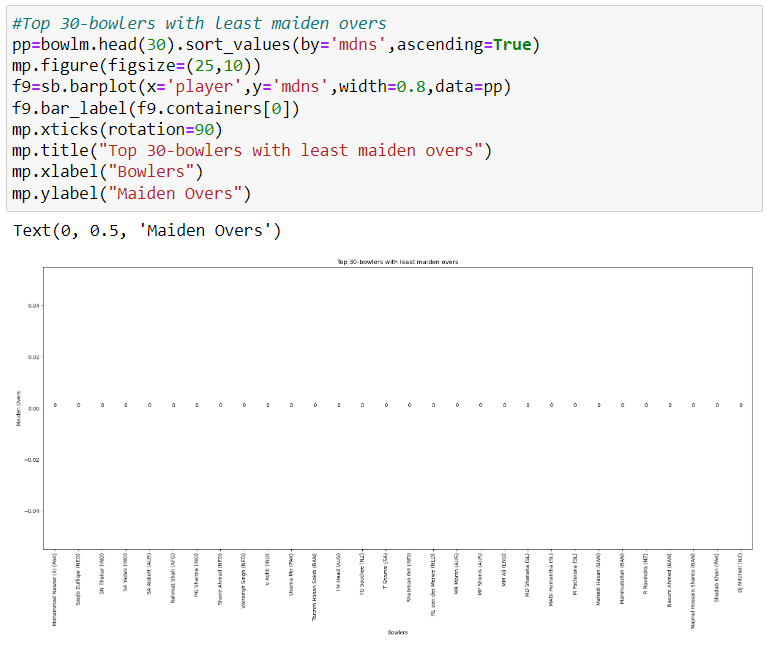 #Top 30-bowlers with least maiden overs
pp=bowlm.head(30).sort_values(by='mdns',ascending=True)
mp.figure(figsize=(25,10))
f9=sb.barplot(x='player',y='mdns',width=0.8,data=pp)
f9.bar_label(f9.containers[0])
mp.xticks(rotation=90)
mp.title("Top 30-bowlers with least maiden overs")
mp.xlabel("Bowlers")
mp.ylabel("Maiden Overs")
Text(0, 0.5, 'Maiden Overs')
Top 30-bowlers with least maiden overs
Maiden Overs
0.04
0.02
0.00
−0.02
−0.04
0 0 0 0 0 0 0 0 0 0 0 0 0 0 0 0 0 0 0 0 0 0 0 0 0 0 0 0 0 0
Mohammad Nawaz (3) (PAK)
Saqib Zulfiqar (NED)
SN Thakur (IND)
SA Yadav (IND)
SA Abbott (AUS)
Rahmat Shah (AFG)
RG Sharma (IND)
Shariz Ahmad (NED)
Vikramjit Singh (NED)
V Kohli (IND)
Usama Mir (PAK)
Tanzim Hasan Sakib (BAN)
TM Head (AUS)
TG Southee (NZ)
T Bavuma (SA)
Shubman Gill (IND)
RE van der Merwe (NED)
MR Marsh (AUS)
MP Stoinis (AUS)
MM Ali (ENG)
MD Shanaka (SL)
MADI Hemantha (SL)
M Pathirana (SL)
Mahedi Hasan (BAN)
Mahmudullah (BAN)
R Ravindra (NZ)
Nasum Ahmed (BAN)
Najmul Hossain Shanto (BAN)
Shadab Khan (PAK)
DJ Mitchell (NZ)
Bowlers